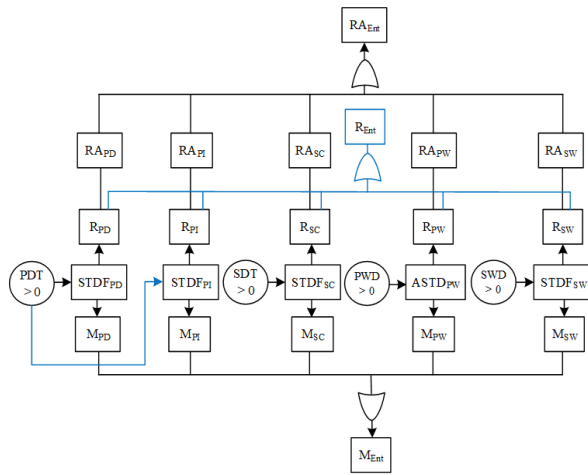 RA_Ent
R_Ent
RA_PD RA_PI RA_SC RA_PW RA_SW
R_PD R_PI R_SC R_PW R_SW
PDT > 0 STDF_PD STDF_PI SDT > 0 STDF_SC PWD > 0 ASTD_PW SWD > 0 STDF_SW
M_PD M_PI M_SC M_PW M_SW
M_Ent